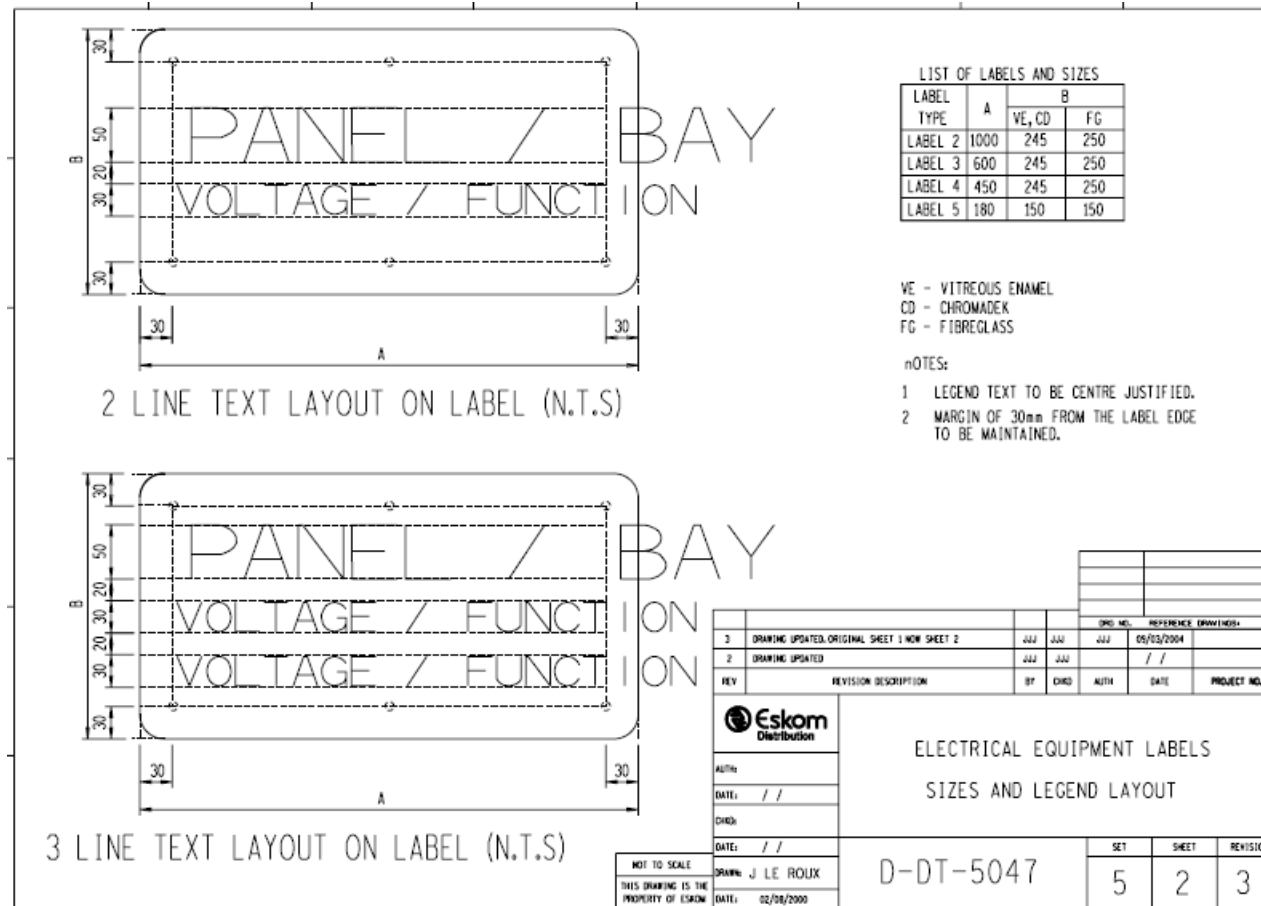 30
50
B
20
30
30
PANEL / BAY
VOLTAGE / FUNCTION
30
30
A
2 LINE TEXT LAYOUT ON LABEL (N.T.S)
30
50
20
B
30
20
30
30
PANEL / BAY
VOLTAGE / FUNCTION
VOLTAGE / FUNCTION
30
30
A
3 LINE TEXT LAYOUT ON LABEL (N.T.S)
LIST OF LABELS AND SIZES
LABEL TYPE A B
VE, CD FG
LABEL 2 1000 245 250
LABEL 3 600 245 250
LABEL 4 450 245 250
LABEL 5 180 150 150
VE - VITREOUS ENAMEL
CD - CHROMADEK
FG - FIBREGLASS
nOTES:
1 LEGEND TEXT TO BE CENTRE JUSTIFIED.
2 MARGIN OF 30mm FROM THE LABEL EDGE
TO BE MAINTAINED.
DRG NO. REFERENCE DRAWINGS:
3 DRAWING UPDATED. ORIGINAL SHEET 1 NOW SHEET 2 JJJ JJJ JJJ 09/03/2004
2 DRAWING UPDATED JJJ JJJ / /
REV REVISION DESCRIPTION BY CHKD AUTH DATE PROJECT NO.
Eskom
Distribution
AUTH:
DATE: / /
CHKD:
DATE: / /
DRAWN: J LE ROUX
DATE: 02/08/2000
ELECTRICAL EQUIPMENT LABELS
SIZES AND LEGEND LAYOUT
NOT TO SCALE
THIS DRAWING IS THE
PROPERTY OF ESKOM
D-DT-5047
SET SHEET REVISIO
5 2 3